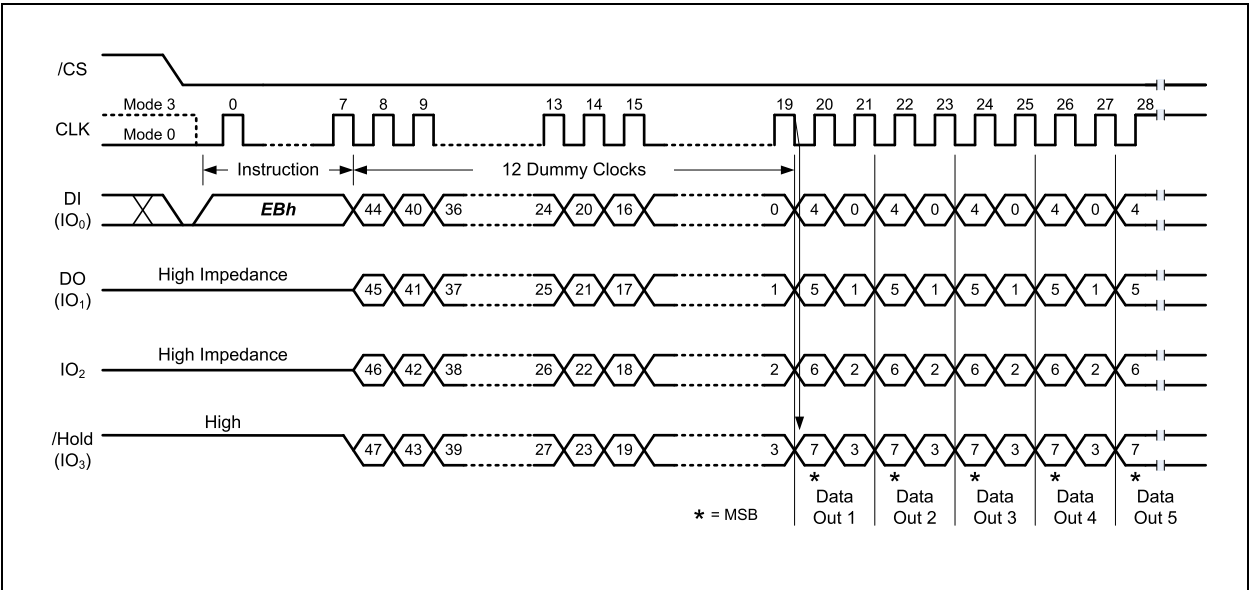 /CS
Mode 3 0 7 8 9 13 14 15 19 20 21 22 23 24 25 26 27 28
CLK
Mode 0
Instruction 12 Dummy Clocks
DI
(IO0) EBh 44 40 36 24 20 16 0 4 0 4 0 4 0 4 0 4
High Impedance
DO
(IO1) 45 41 37 25 21 17 1 5 1 5 1 5 1 5 1 5
High Impedance
IO2 46 42 38 26 22 18 2 6 2 6 2 6 2 6 2 6
High
/Hold
(IO3) 47 43 39 27 23 19 3 7 3 7 3 7 3 7 3 7
* * * * *
* = MSB
Data Out 1
Data Out 2
Data Out 3
Data Out 4
Data Out 5